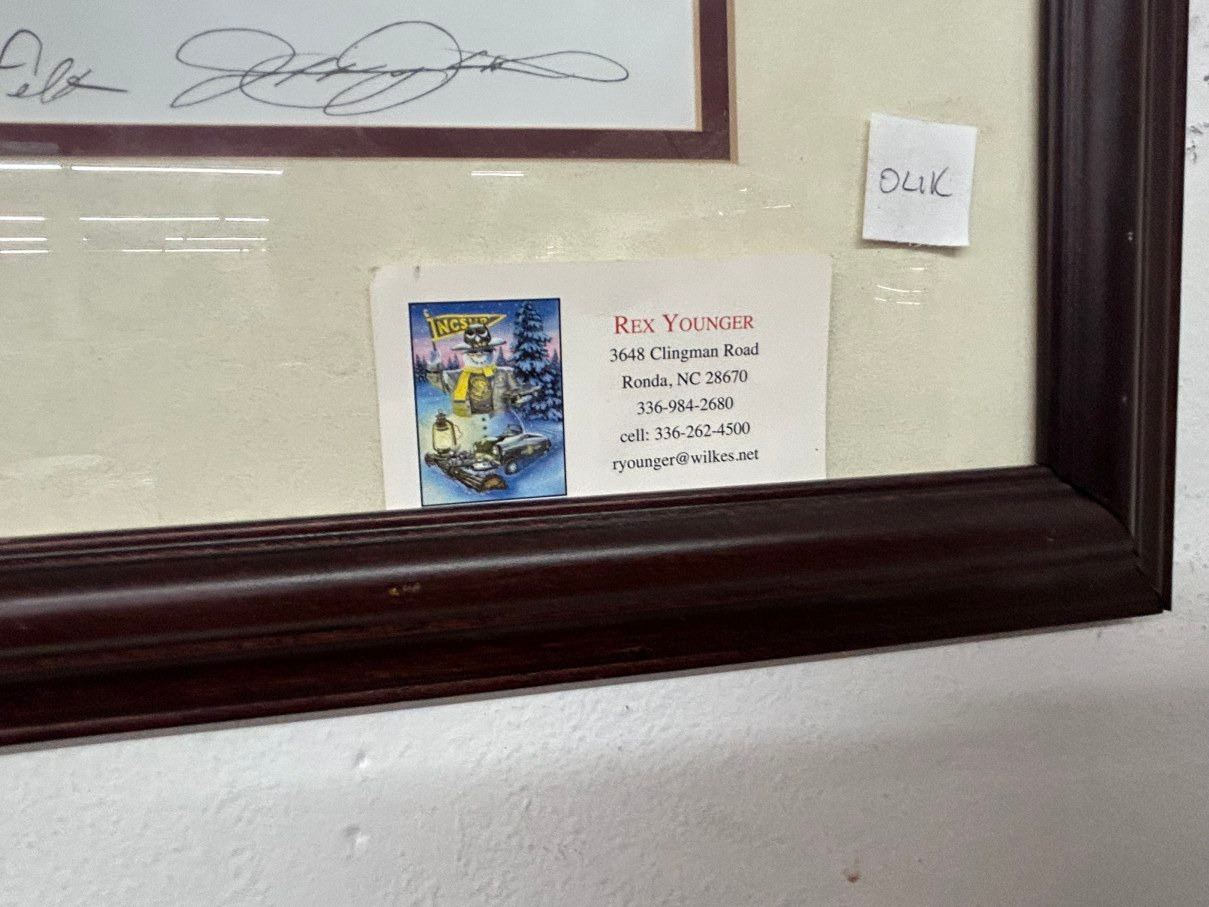 OLIK
REX YOUNGER
3648 Clingman Road
Ronda, NC 28670
336-984-2680
cell: 336-262-4500
ryounger@wilkes.net